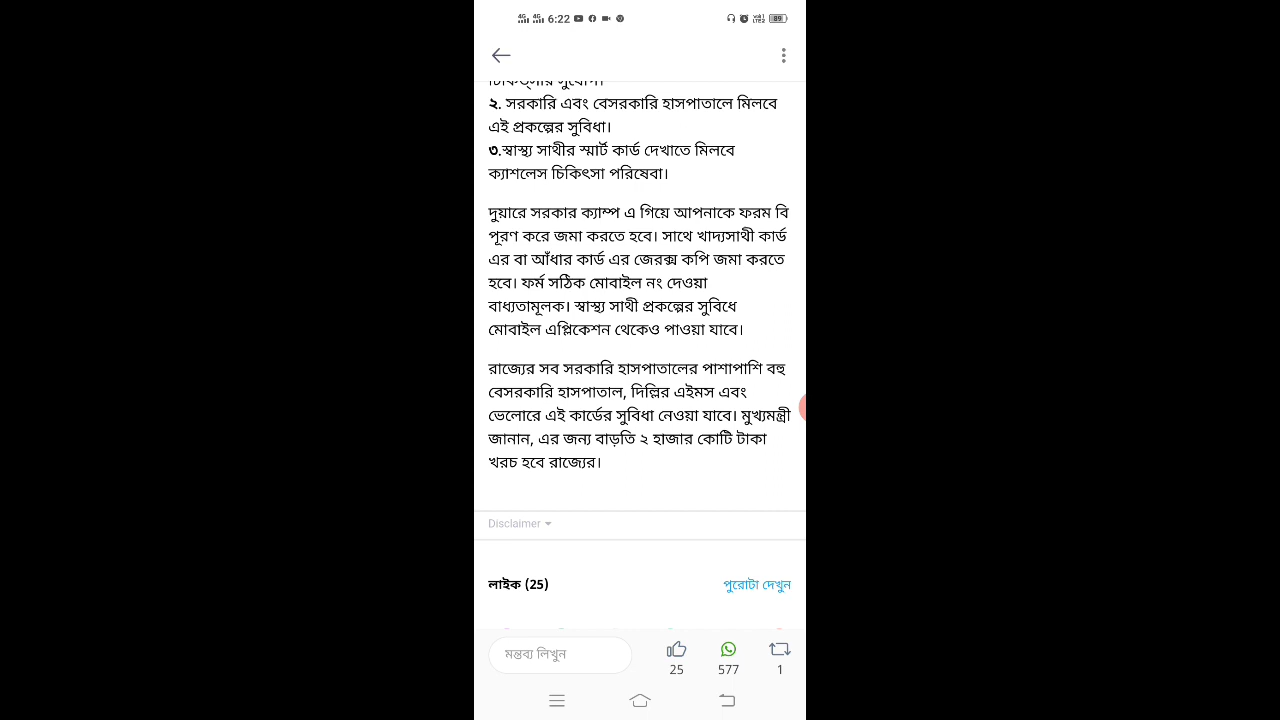 6:22
89
২. সরকারি এবং বেসরকারি হাসপাতালে মিলবে
এই প্রকল্পের সুবিধা।
৩.স্বাস্থ্য সাথীর স্মার্ট কার্ড দেখাতে মিলবে
ক্যাশলেস চিকিৎসা পরিষেবা।
দুয়ারে সরকার ক্যাম্প এ গিয়ে আপনাকে ফরম বি
পূরণ করে জমা করতে হবে। সাথে খাদ্যসাথী কার্ড
এর বা আঁধার কার্ড এর জেরক্স কপি জমা করতে
হবে। ফর্ম সঠিক মোবাইল নং দেওয়া
বাধ্যতামূলক। স্বাস্থ্য সাথী প্রকল্পের সুবিধে
মোবাইল এপ্লিকেশন থেকেও পাওয়া যাবে।
রাজ্যের সব সরকারি হাসপাতালের পাশাপাশি বহু
বেসরকারি হাসপাতাল, দিল্লির এইমস এবং
ভেলোরে এই কার্ডের সুবিধা নেওয়া যাবে। মুখ্যমন্ত্রী
জানান, এর জন্য বাড়তি ২ হাজার কোটি টাকা
খরচ হবে রাজ্যের।
Disclaimer
লাইক (25) পুরোটা দেখুন
মন্তব্য লিখুন
25 577 1